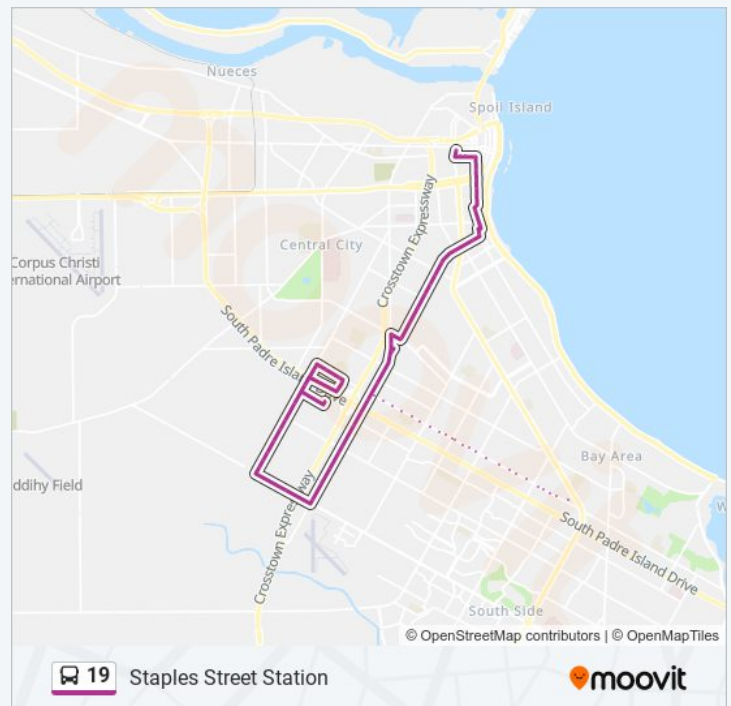 Nueces
Spoil Island
Crosstown Expressway
Central City
Corpus Christi
ernational Airport
South Padre Island Drive
Bay Area
ddihy Field
Crosstown Expressway
South Padre Island Drive
South Side
W
© OpenStreetMap contributors | © OpenMapTiles
19 Staples Street Station
moovit